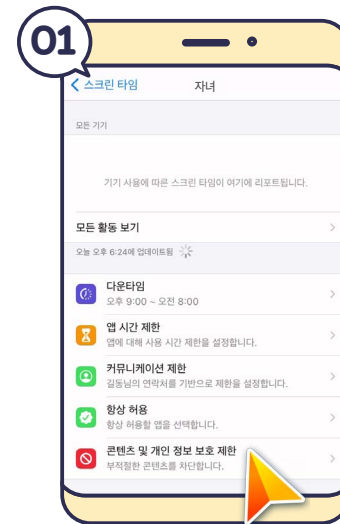 01
스크린 타임 자녀
모든 기기
기기 사용에 따른 스크린 타임이 여기에 리포트됩니다.
모든 활동 보기
오늘 오후 6:24에 업데이트됨
다운타임
오후 9:00 ~ 오전 8:00
앱 시간 제한
앱에 대해 사용 시간 제한을 설정합니다.
커뮤니케이션 제한
길동님의 연락처를 기반으로 제한을 설정합니다.
항상 허용
항상 허용할 앱을 선택합니다.
콘텐츠 및 개인 정보 보호 제한
부적절한 콘텐츠를 차단합니다.